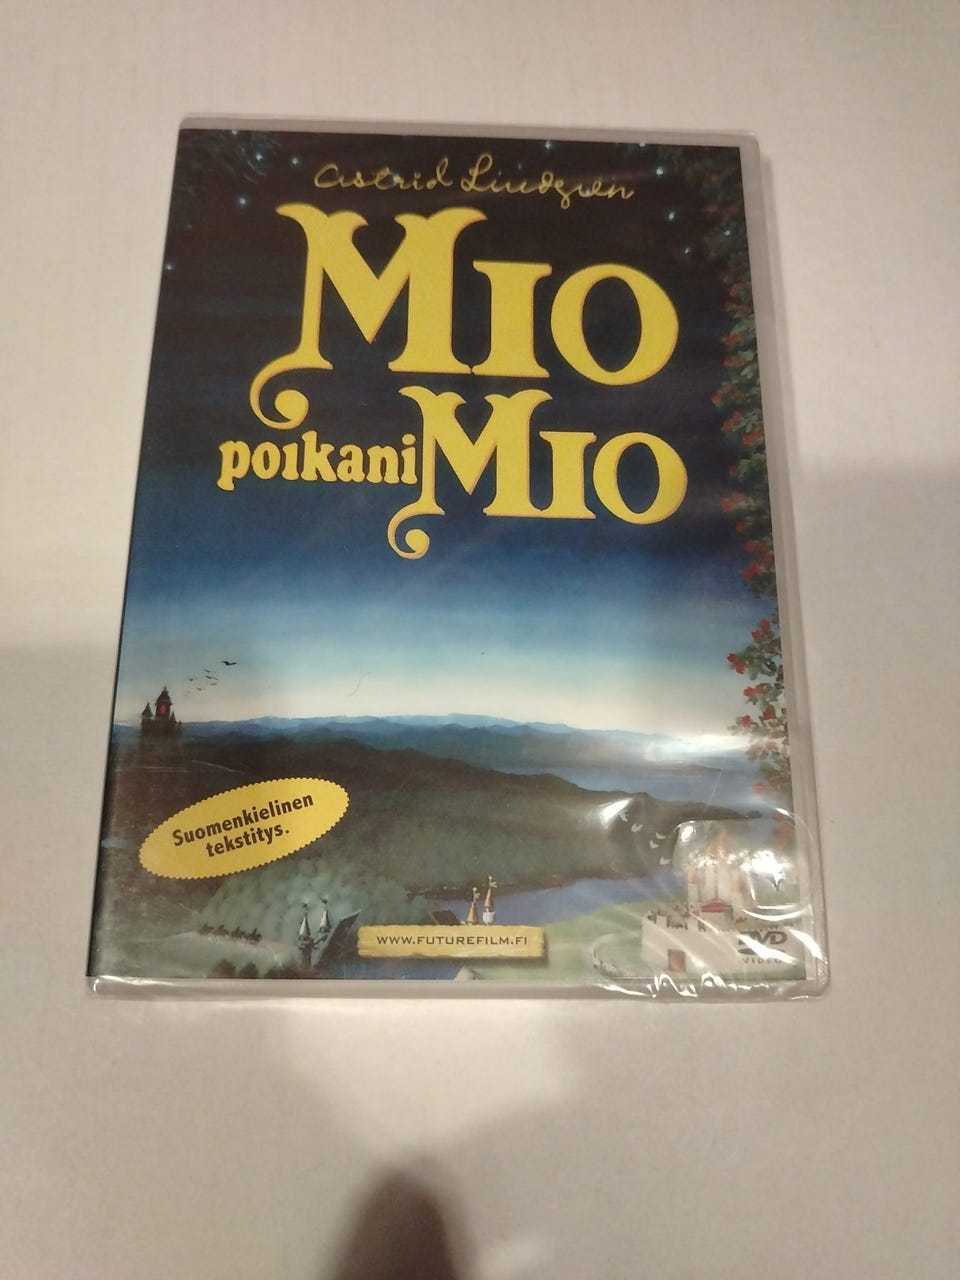 Astrid Lindgren
MIO
poikani MIO
Suomenkielinen
tekstitys.
WWW.FUTUREFILM.FI
DVD
VIDEO